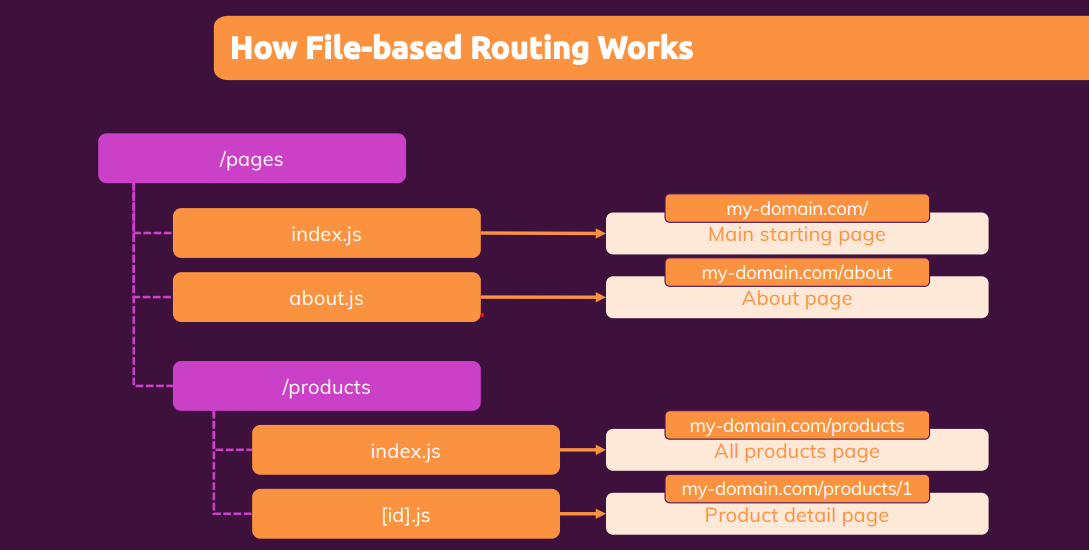 How File-based Routing Works
/pages
index.js
my-domain.com/
Main starting page
about.js
my-domain.com/about
About page
/products
index.js
my-domain.com/products
All products page
[id].js
my-domain.com/products/1
Product detail page